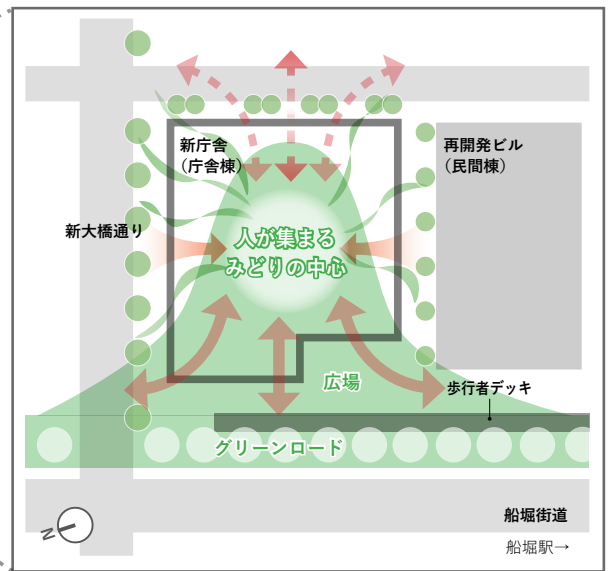 新庁舎
（庁舎棟）
再開発ビル
（民間棟）
新大橋通り
人が集まる
みどりの中心
広場
歩行者デッキ
グリーンロード
船堀街道
船堀駅→
N